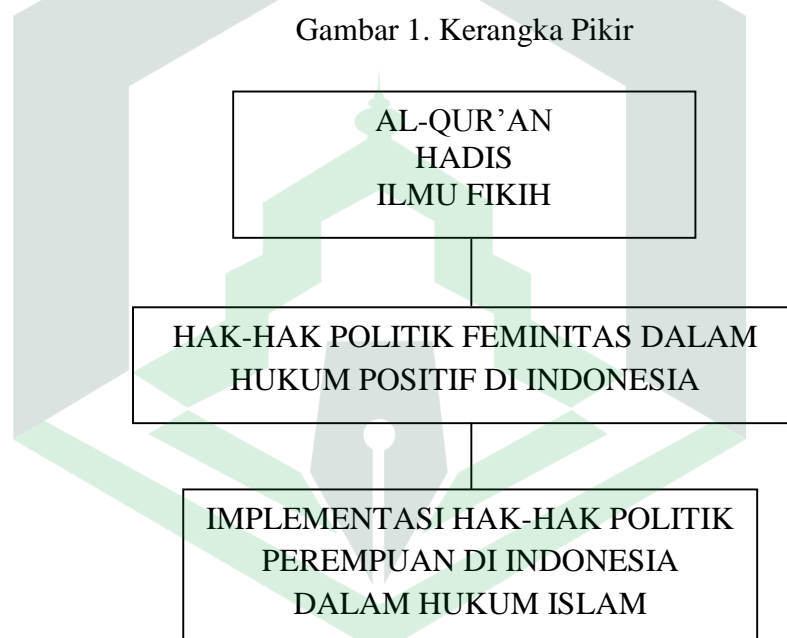 Gambar 1. Kerangka Pikir
AL-QUR’AN
HADIS
ILMU FIKIH
HAK-HAK POLITIK FEMINITAS DALAM
HUKUM POSITIF DI INDONESIA
IMPLEMENTASI HAK-HAK POLITIK
PEREMPUAN DI INDONESIA
DALAM HUKUM ISLAM